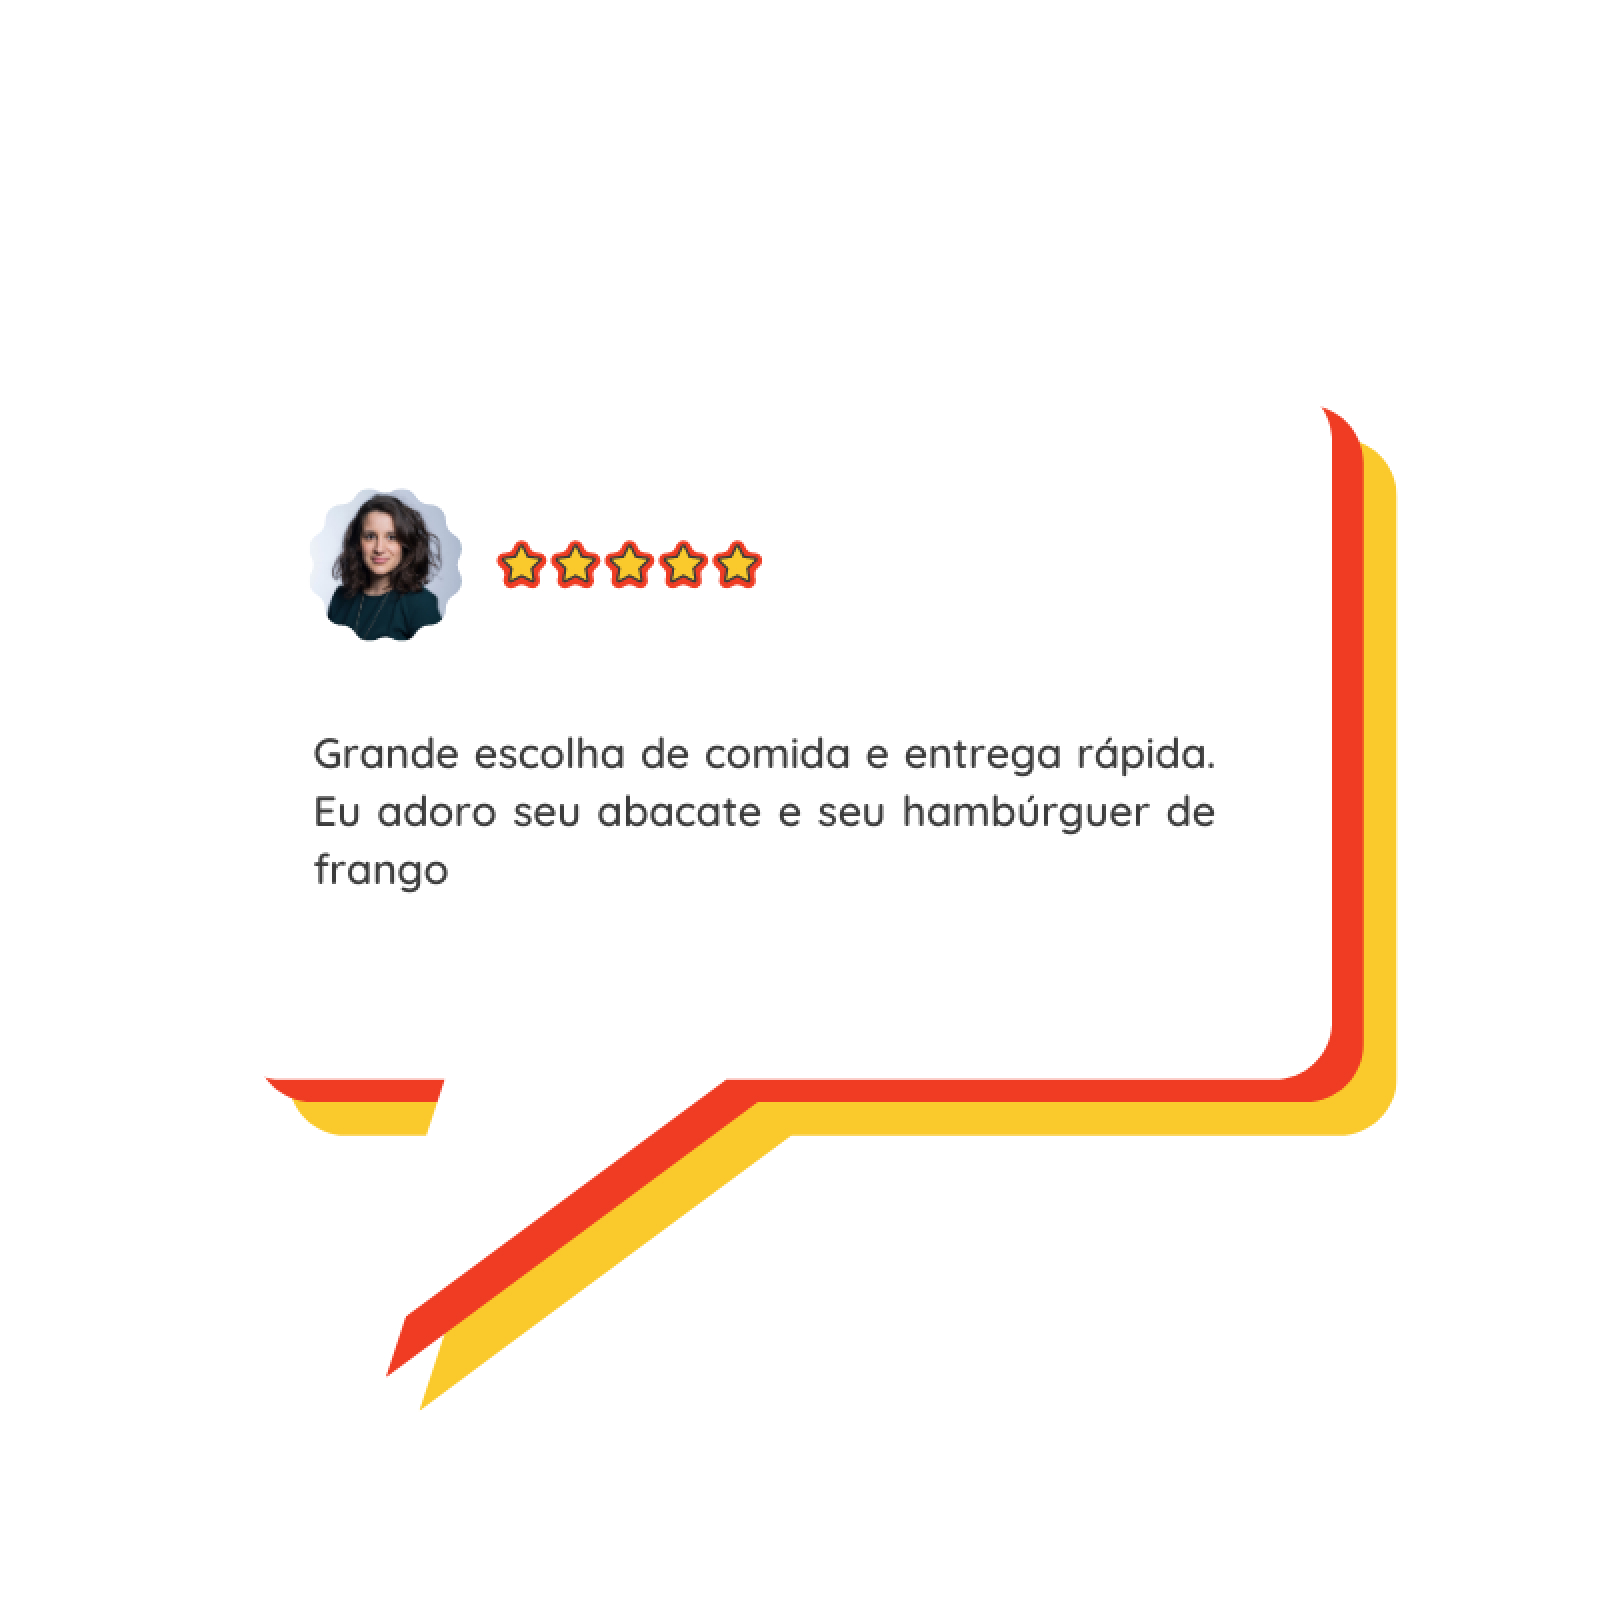 Grande escolha de comida e entrega rápida.
Eu adoro seu abacate e seu hambúrguer de
frango